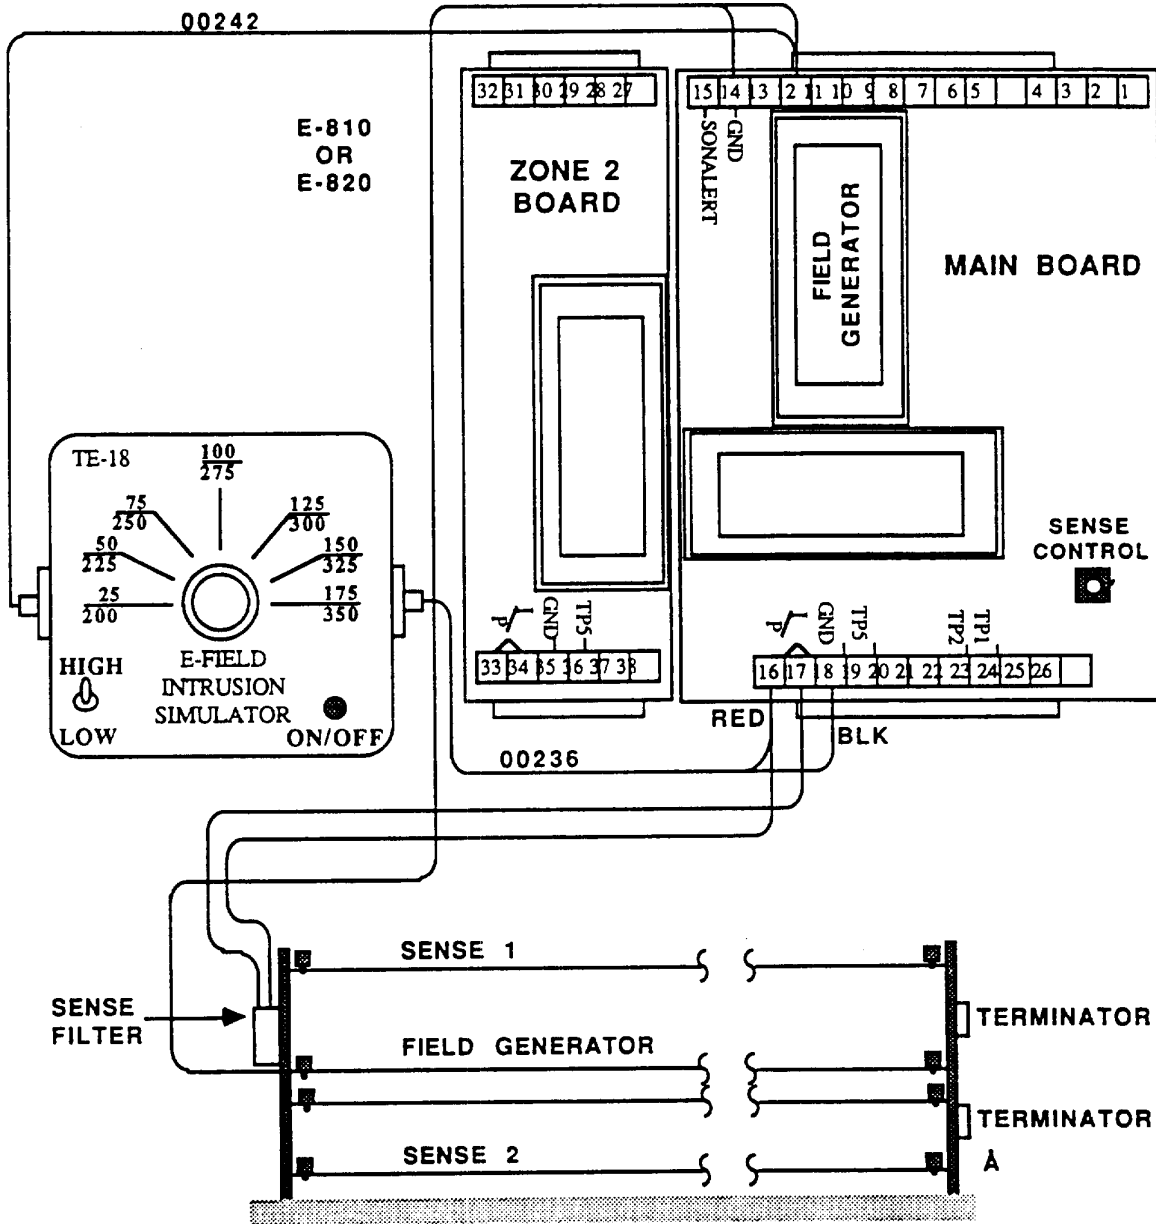 00242
E-810
OR
E-820
32 31 30 29 28 27
ZONE 2
BOARD
15 14 13 12 11 10 9 8 7 6 5 4 3 2 1
SONALERT
GND
FIELD
GENERATOR
MAIN BOARD
SENSE
CONTROL
TE-18
100
275
75
250
125
300
50
225
150
325
25
200
175
350
HIGH
LOW
E-FIELD
INTRUSION
SIMULATOR
ON/OFF
GND
TP5
33 34 35 36 37 38
GND
TP5
TP2
TP1
16 17 18 19 20 21 22 23 24 25 26
RED
BLK
00236
SENSE 1
SENSE
FILTER
TERMINATOR
FIELD GENERATOR
TERMINATOR
SENSE 2
Å